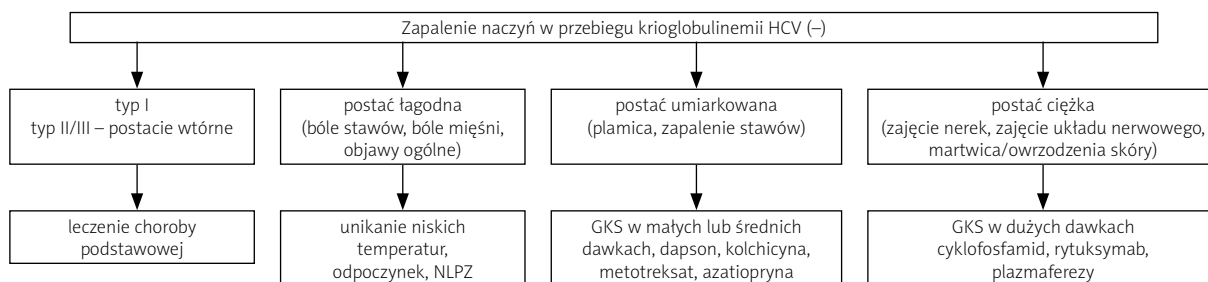 Zapalenie naczyń w przebiegu krioglobulinemii HCV (–)
typ I
typ II/III – postacie wtórne
postać łagodna
(bóle stawów, bóle mięśni,
objawy ogólne)
postać umiarkowana
(plamica, zapalenie stawów)
postać ciężka
(zajęcie nerek, zajęcie układu nerwowego,
martwica/owrzodzenia skóry)
leczenie choroby
podstawowej
unikanie niskich
temperatur,
odpoczynek, NLPZ
GKS w małych lub średnich
dawkach, dapson, kolchicyna,
metotreksat, azatiopryna
GKS w dużych dawkach
cyklofosfamid, rytuksymab,
plazmaferezy